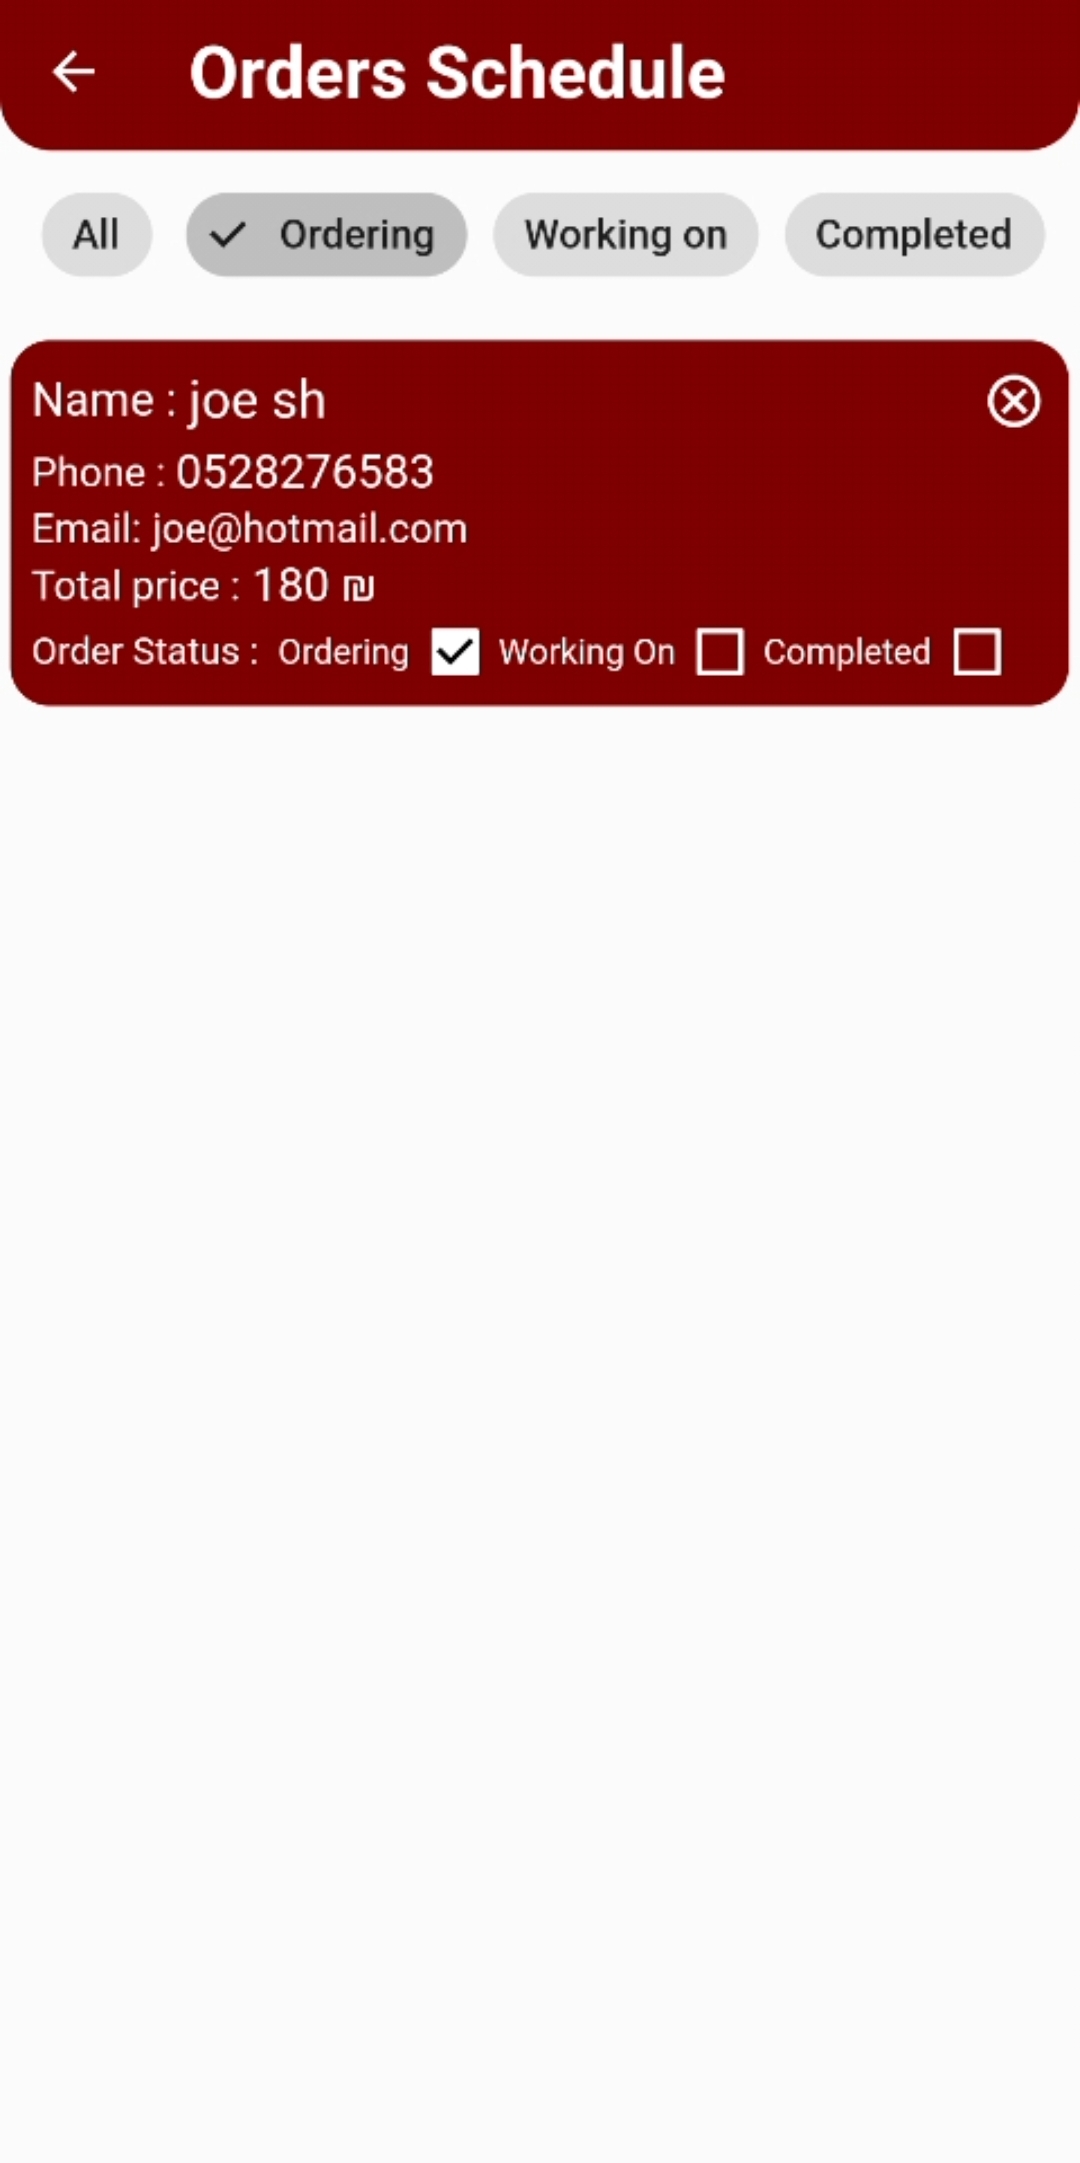 Orders Schedule
All Ordering Working on Completed
Name : joe sh
Phone : 0528276583
Email: joe@hotmail.com
Total price : 180 ₪
Order Status : Ordering Working On Completed